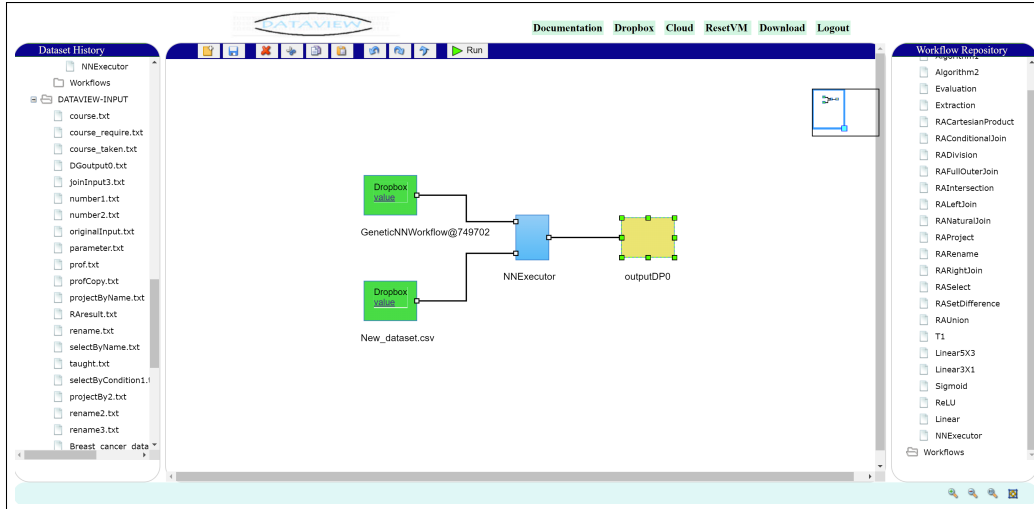 DATAVIEW
Documentation Dropbox Cloud ResetVM Download Logout
Dataset History
NNExecutor
Workflows
DATAVIEW-INPUT
course.txt
course_require.txt
course_taken.txt
DGoutput0.txt
joinInput3.txt
number1.txt
number2.txt
originalInput.txt
parameter.txt
prof.txt
profCopy.txt
projectByName.txt
RAresult.txt
rename.txt
selectByName.txt
taught.txt
selectByCondition1.t
projectBy2.txt
rename2.txt
rename3.txt
Breast cancer data
Run
Dropbox
value
GeneticNNWorkflow@749702
NNExecutor
outputDP0
Dropbox
value
New_dataset.csv
Workflow Repository
Algorithm1
Algorithm2
Evaluation
Extraction
RACartesianProduct
RAConditionalJoin
RADivision
RAFullOuterJoin
RAIntersection
RALeftJoin
RANaturalJoin
RAProject
RARename
RARightJoin
RASelect
RASetDifference
RAUnion
T1
Linear5X3
Linear3X1
Sigmoid
ReLU
Linear
NNExecutor
Workflows